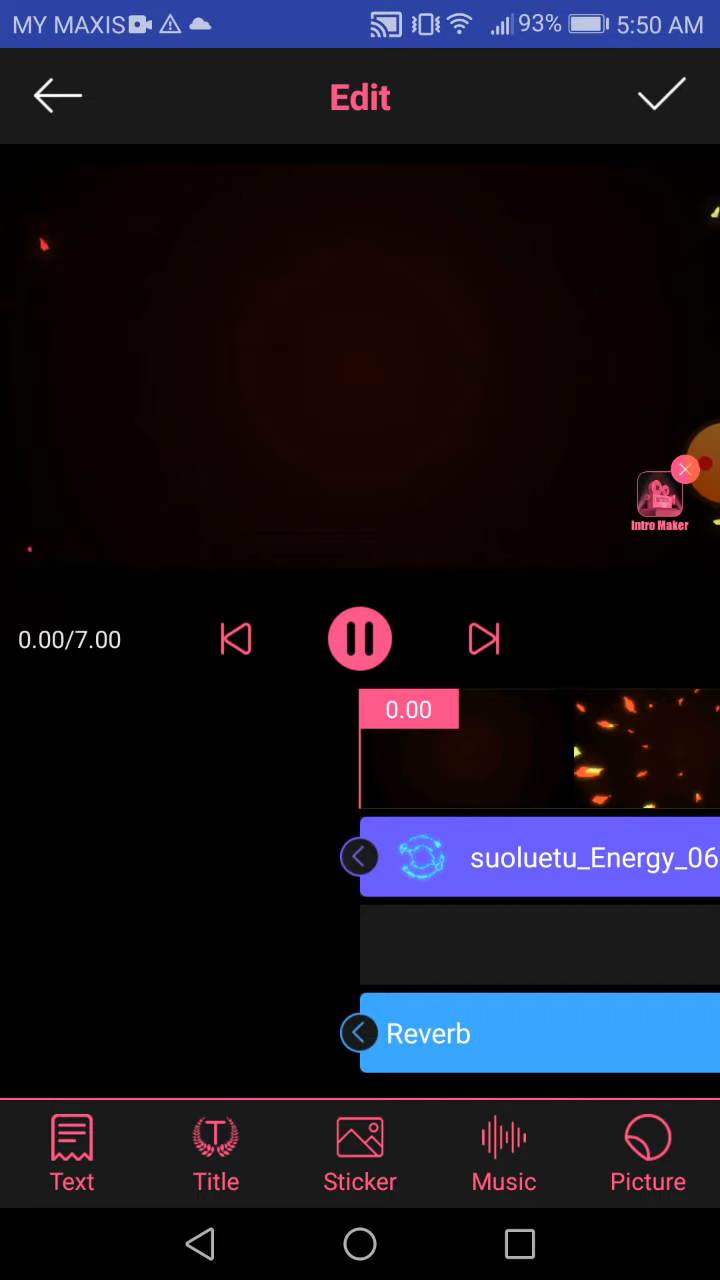 MY MAXIS 93% 5:50 AM
Edit
Intro Maker
0.00/7.00
0.00
suoluetu_Energy_06
Reverb
Text Title Sticker Music Picture